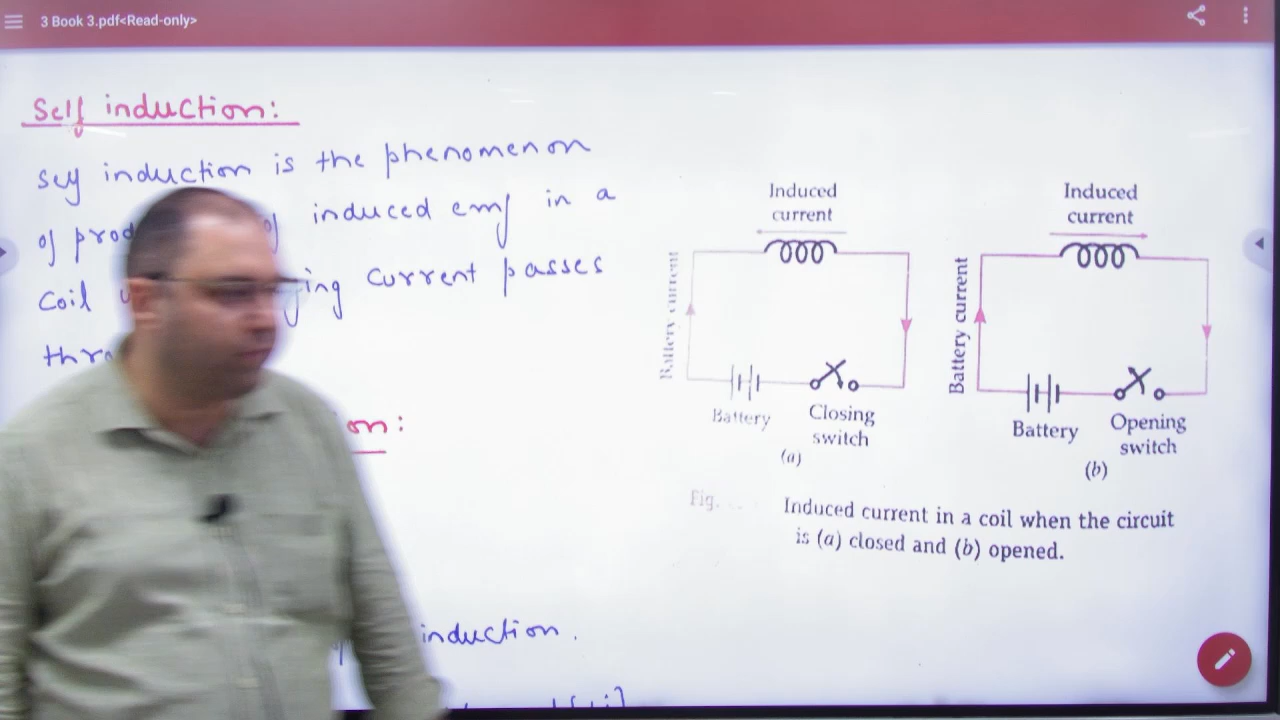 3 Book 3.pdf<Read-only>
Self induction:
Self induction is the phenomenon
of induced emf in a
coil current passes
on:
induction.
Induced
current
Battery current
Battery
Closing
switch
(a)
Induced
current
Battery current
Battery
Opening
switch
(b)
Fig.
Induced current in a coil when the circuit
is (a) closed and (b) opened.